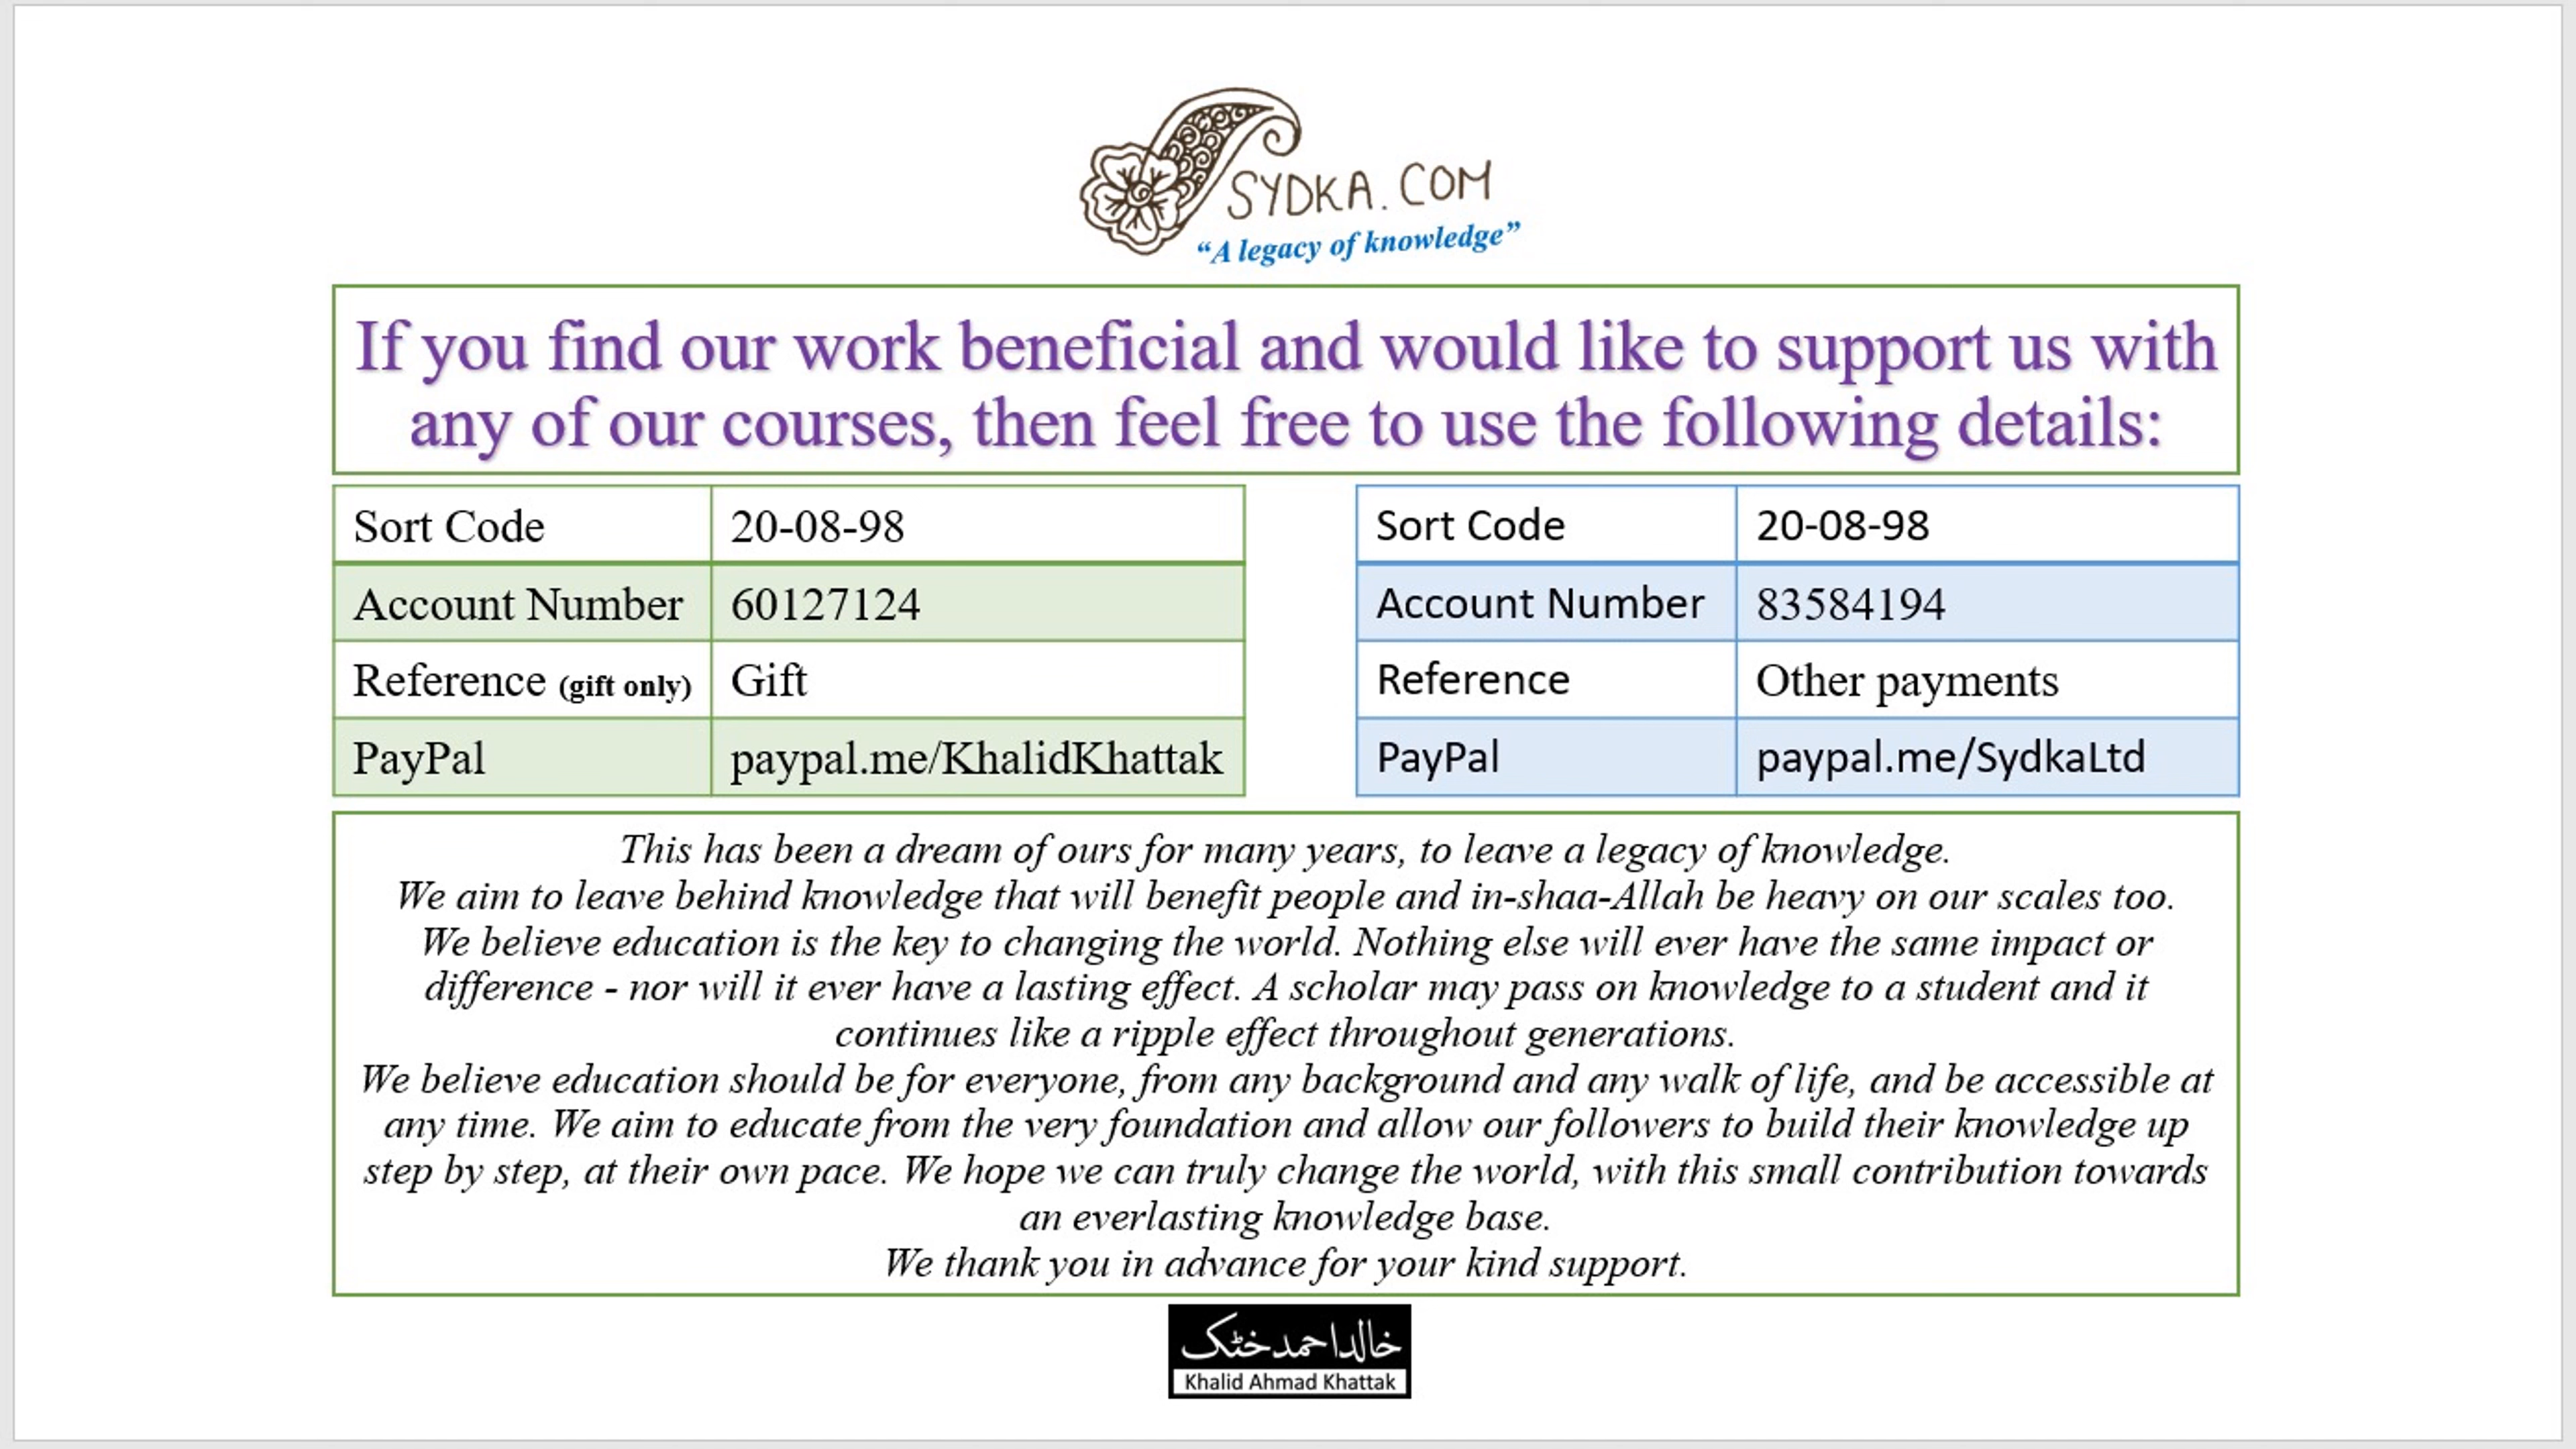 SYDKA.COM
“A legacy of knowledge”
If you find our work beneficial and would like to support us with
any of our courses, then feel free to use the following details:
Sort Code 20-08-98
Account Number 60127124
Reference (gift only) Gift
PayPal paypal.me/KhalidKhattak
Sort Code 20-08-98
Account Number 83584194
Reference Other payments
PayPal paypal.me/SydkaLtd
This has been a dream of ours for many years, to leave a legacy of knowledge.
We aim to leave behind knowledge that will benefit people and in-shaa-Allah be heavy on our scales too.
We believe education is the key to changing the world. Nothing else will ever have the same impact or
difference - nor will it ever have a lasting effect. A scholar may pass on knowledge to a student and it
continues like a ripple effect throughout generations.
We believe education should be for everyone, from any background and any walk of life, and be accessible at
any time. We aim to educate from the very foundation and allow our followers to build their knowledge up
step by step, at their own pace. We hope we can truly change the world, with this small contribution towards
an everlasting knowledge base.
We thank you in advance for your kind support.
خالد احمد خٹک
Khalid Ahmad Khattak